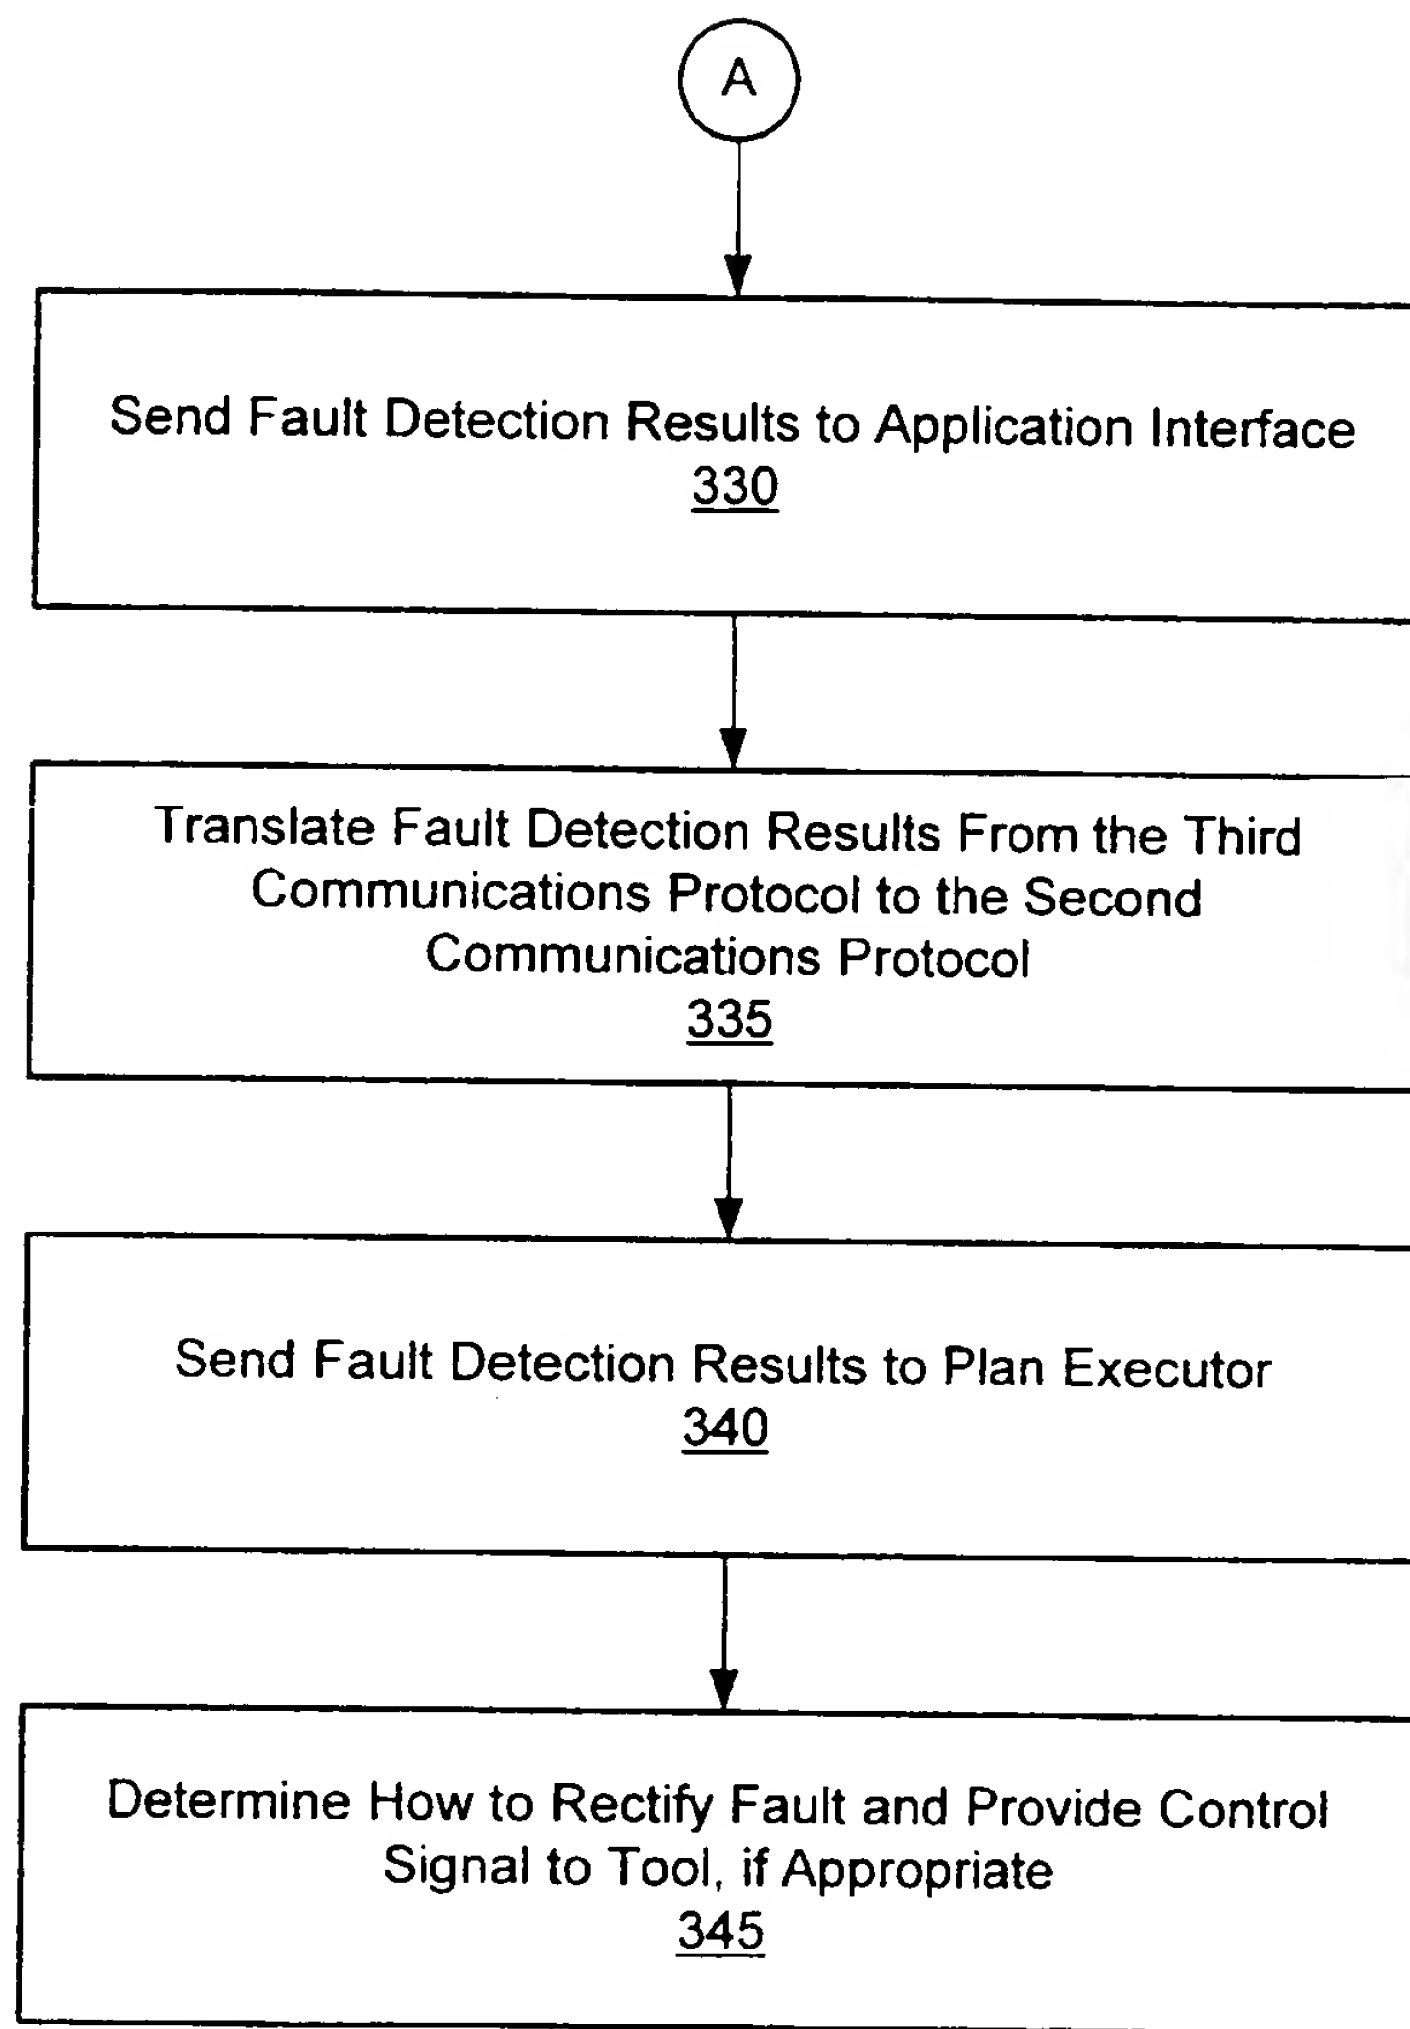 A
Send Fault Detection Results to Application Interface
330
Translate Fault Detection Results From the Third
Communications Protocol to the Second
Communications Protocol
335
Send Fault Detection Results to Plan Executor
340
Determine How to Rectify Fault and Provide Control
Signal to Tool, if Appropriate
345